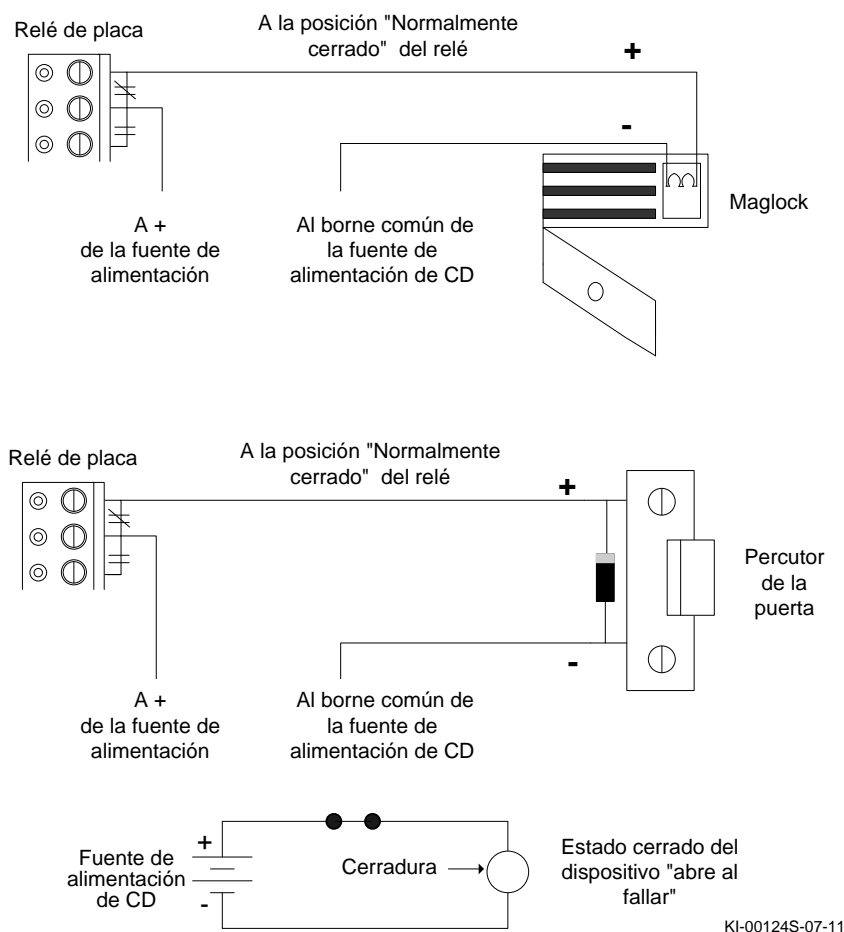 Relé de placa
A la posición "Normalmente
cerrado" del relé
+
-
A +
de la fuente de
alimentación
Al borne común de
la fuente de
alimentación de CD
Maglock
Relé de placa
A la posición "Normalmente
cerrado" del relé
+
-
Percutor
de la
puerta
A +
de la fuente de
alimentación
Al borne común de
la fuente de
alimentación de CD
Fuente de
alimentación
de CD
+
-
Cerradura
Estado cerrado del
dispositivo "abre al
fallar"
KI-00124S-07-11